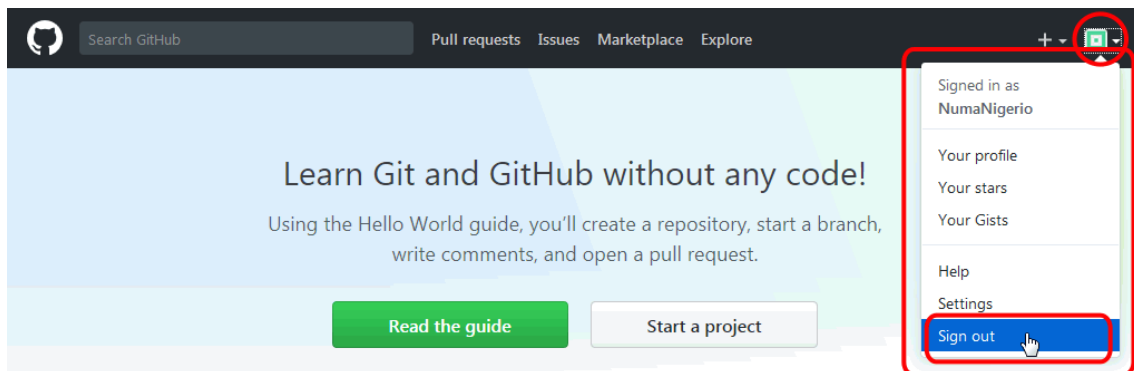 Search GitHub
Pull requests Issues Marketplace Explore
Signed in as
NumaNigerio
Your profile
Your stars
Your Gists
Help
Settings
Sign out
Learn Git and GitHub without any code!
Using the Hello World guide, you’ll create a repository, start a branch,
write comments, and open a pull request.
Read the guide
Start a project